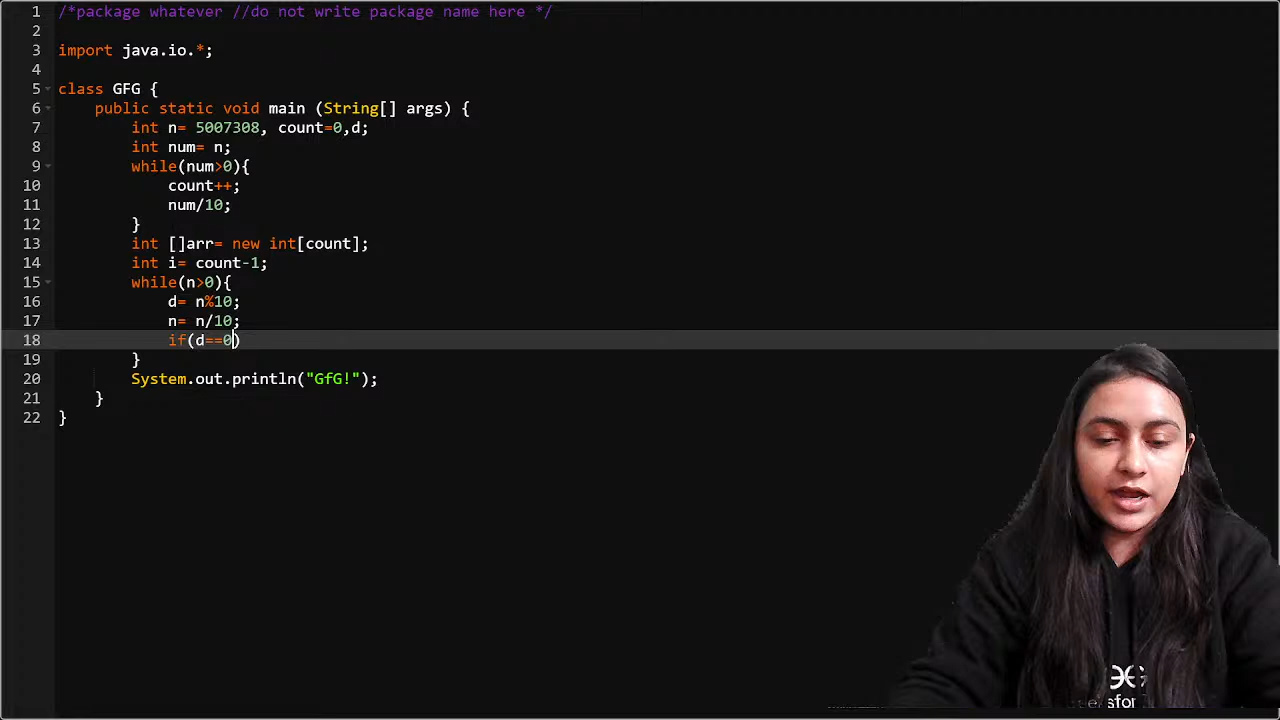 1 /*package whatever //do not write package name here */
2
3 import java.io.*;
4
5 class GFG {
6 public static void main (String[] args) {
7 int n= 5007308, count=0,d;
8 int num= n;
9 while(num>0){
10 count++;
11 num/10;
12 }
13 int []arr= new int[count];
14 int i= count-1;
15 while(n>0){
16 d= n%10;
17 n= n/10;
18 if(d==0)
19 }
20 System.out.println("GfG!");
21 }
22 }